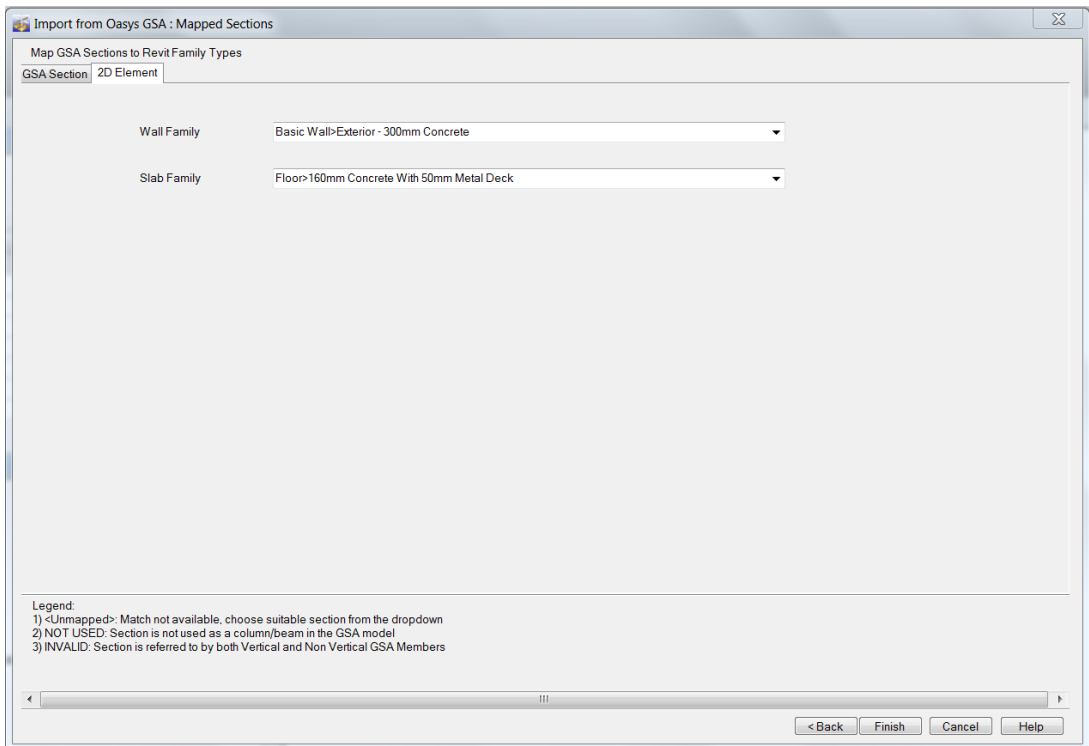 Import from Oasys GSA : Mapped Sections
Map GSA Sections to Revit Family Types
GSA Section 2D Element
Wall Family Basic Wall>Exterior - 300mm Concrete
Slab Family Floor>160mm Concrete With 50mm Metal Deck
Legend:
1) <Unmapped>: Match not available, choose suitable section from the dropdown
2) NOT USED: Section is not used as a column/beam in the GSA model
3) INVALID: Section is referred to by both Vertical and Non Vertical GSA Members
< Back Finish Cancel Help